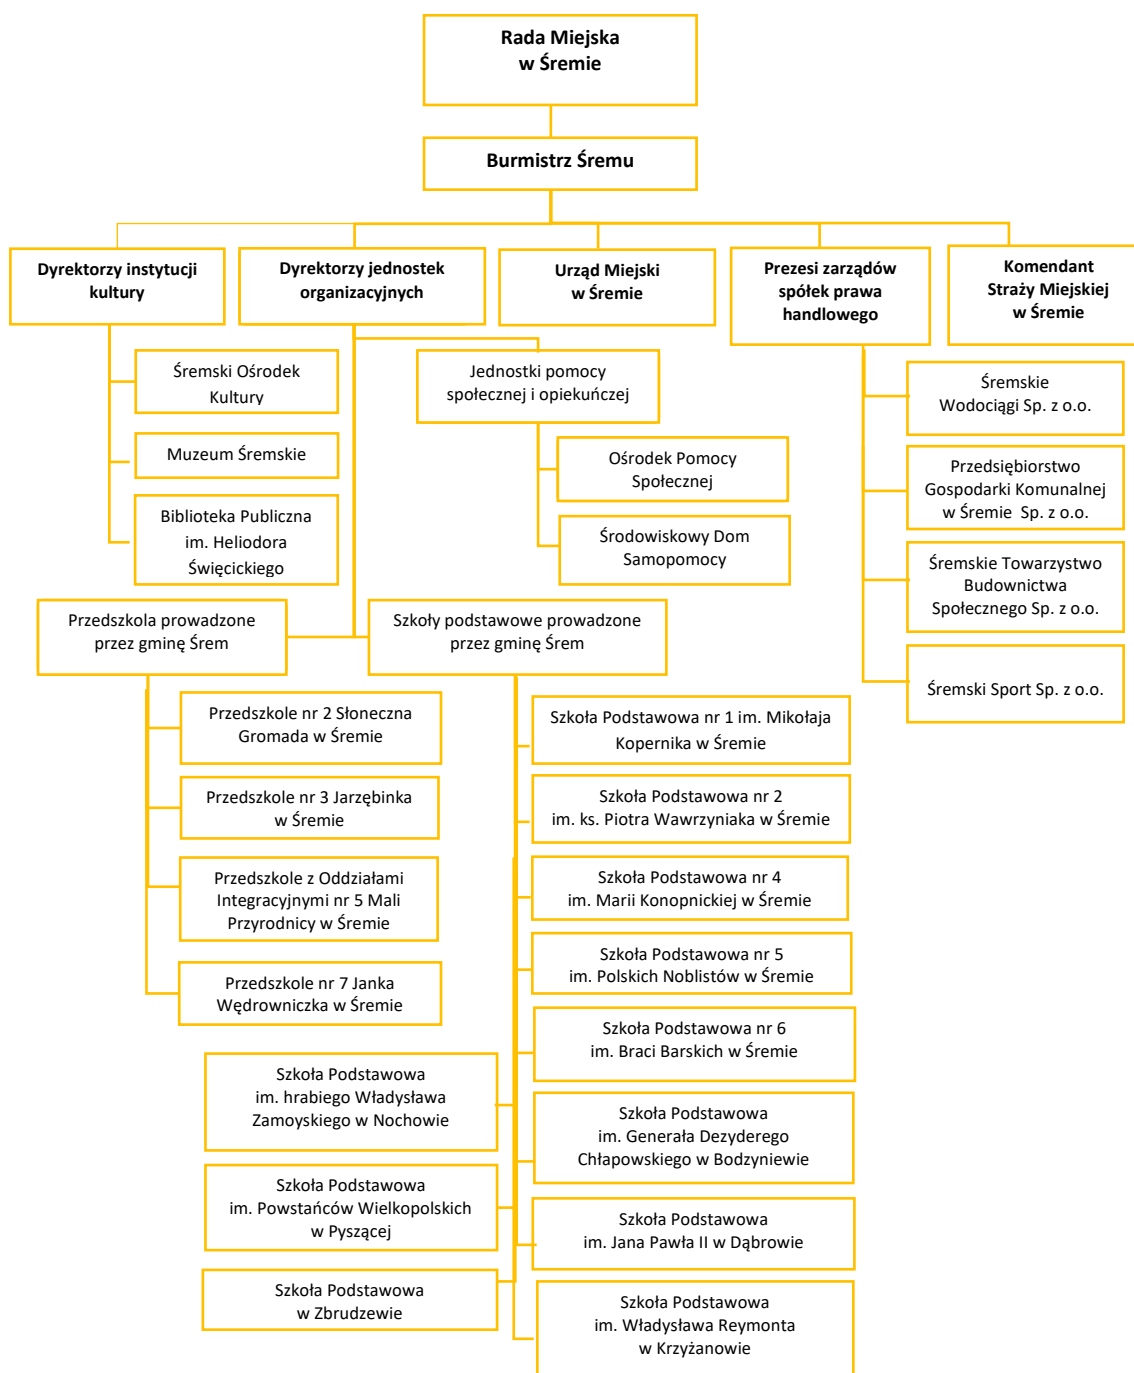 Rada Miejska
w Śremie
Burmistrz Śremu
Dyrektorzy instytucji
kultury
Dyrektorzy jednostek
organizacyjnych
Urząd Miejski
w Śremie
Prezesi zarządów
spółek prawa
handlowego
Komendant
Straży Miejskiej
w Śremie
Śremski Ośrodek
Kultury
Muzeum Śremskie
Biblioteka Publiczna
im. Heliodora
Święcickiego
Jednostki pomocy
społecznej i opiekuńczej
Ośrodek Pomocy
Społecznej
Środowiskowy Dom
Samopomocy
Śremskie
Wodociągi Sp. z o.o.
Przedsiębiorstwo
Gospodarki Komunalnej
w Śremie Sp. z o.o.
Śremskie Towarzystwo
Budownictwa
Społecznego Sp. z o.o.
Śremski Sport Sp. z o.o.
Przedszkola prowadzone
przez gminę Śrem
Szkoły podstawowe prowadzone
przez gminę Śrem
Przedszkole nr 2 Słoneczna
Gromada w Śremie
Przedszkole nr 3 Jarzębinka
w Śremie
Przedszkole z Oddziałami
Integracyjnymi nr 5 Mali
Przyrodnicy w Śremie
Przedszkole nr 7 Janka
Wędrowniczka w Śremie
Szkoła Podstawowa nr 1 im. Mikołaja
Kopernika w Śremie
Szkoła Podstawowa nr 2
im. ks. Piotra Wawrzyniaka w Śremie
Szkoła Podstawowa nr 4
im. Marii Konopnickiej w Śremie
Szkoła Podstawowa nr 5
im. Polskich Noblistów w Śremie
Szkoła Podstawowa nr 6
im. Braci Barskich w Śremie
Szkoła Podstawowa
im. hrabiego Władysława
Zamoyskiego w Nochowie
Szkoła Podstawowa
im. Generała Dezyderego
Chłapowskiego w Bodzyniewie
Szkoła Podstawowa
im. Powstańców Wielkopolskich
w Pyszącej
Szkoła Podstawowa
im. Jana Pawła II w Dąbrowie
Szkoła Podstawowa
w Zbrudzewie
Szkoła Podstawowa
im. Władysława Reymonta
w Krzyżanowie